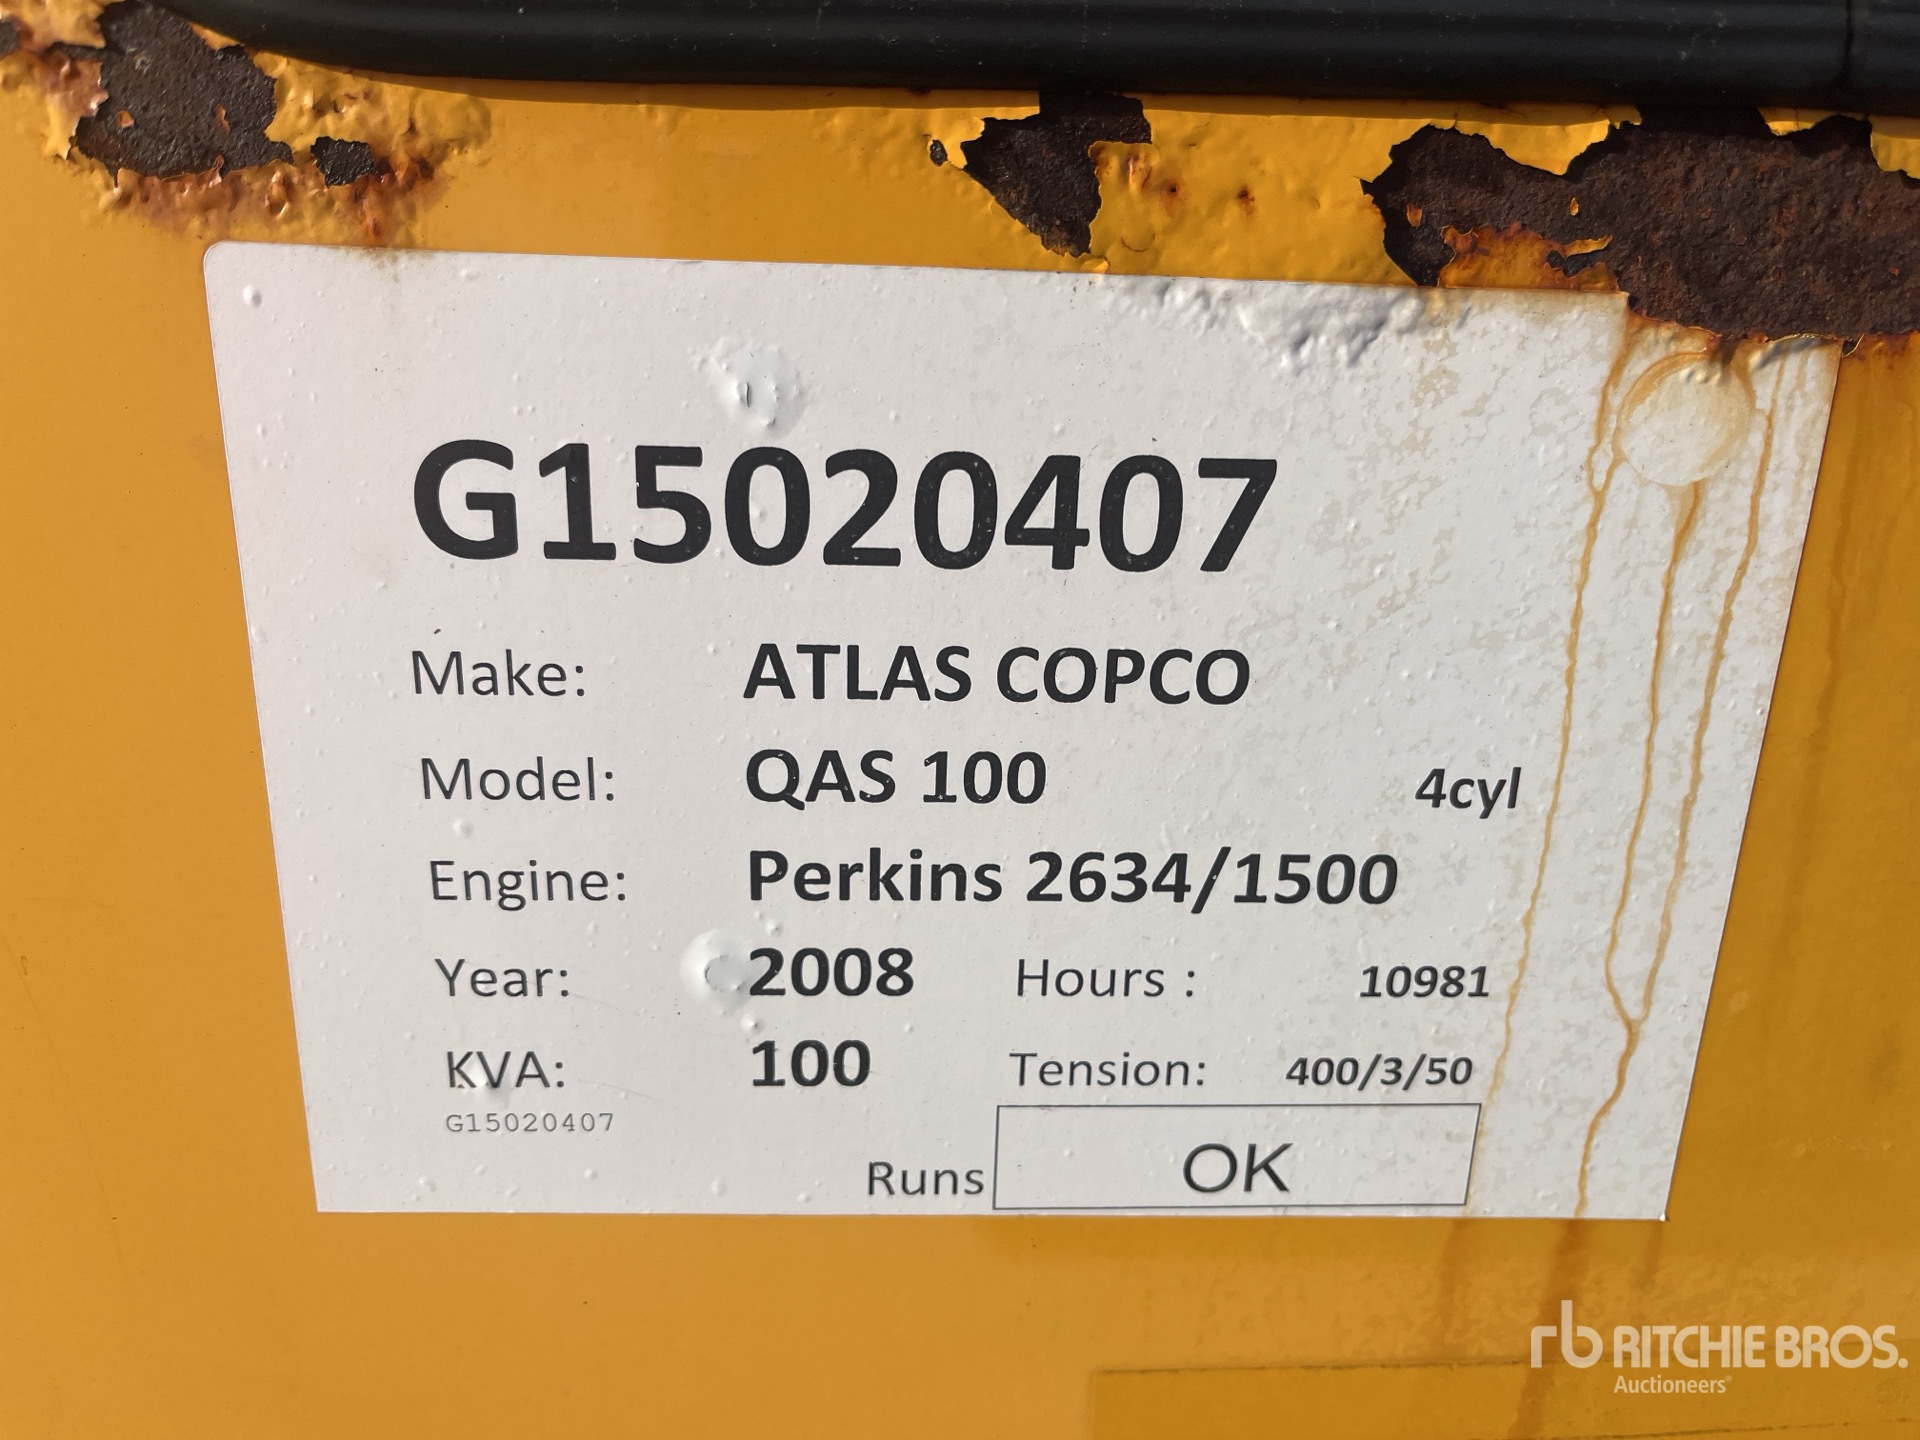 G15020407
Make: ATLAS COPCO
Model: QAS 100 4cyl
Engine: Perkins 2634/1500
Year: 2008 Hours : 10981
KVA: 100 Tension: 400/3/50
G15020407
Runs OK
rb RITCHIE BROS.
Auctioneers